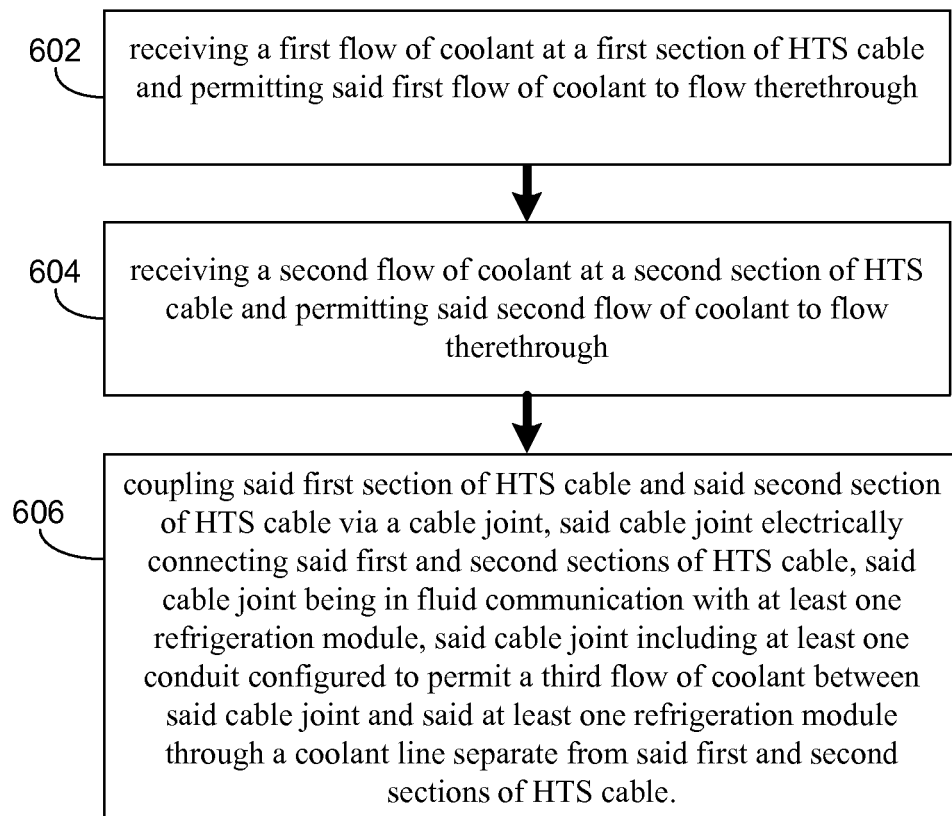 602
receiving a first flow of coolant at a first section of HTS cable
and permitting said first flow of coolant to flow therethrough
604
receiving a second flow of coolant at a second section of HTS
cable and permitting said second flow of coolant to flow
therethrough
606
coupling said first section of HTS cable and said second section
of HTS cable via a cable joint, said cable joint electrically
connecting said first and second sections of HTS cable, said
cable joint being in fluid communication with at least one
refrigeration module, said cable joint including at least one
conduit configured to permit a third flow of coolant between
said cable joint and said at least one refrigeration module
through a coolant line separate from said first and second
sections of HTS cable.